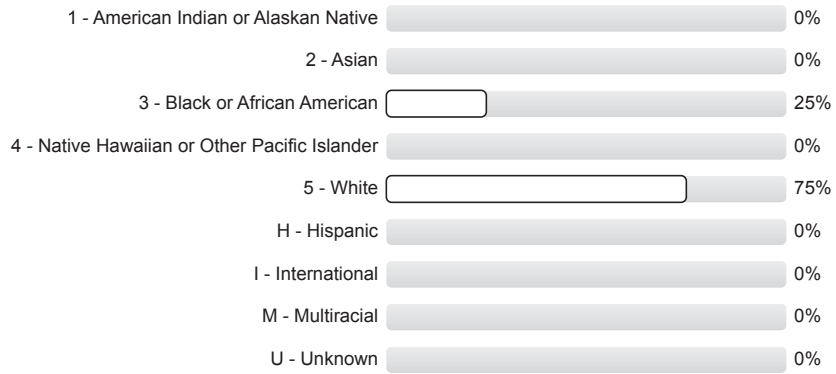 1 - American Indian or Alaskan Native 0%
2 - Asian 0%
3 - Black or African American 25%
4 - Native Hawaiian or Other Pacific Islander 0%
5 - White 75%
H - Hispanic 0%
I - International 0%
M - Multiracial 0%
U - Unknown 0%